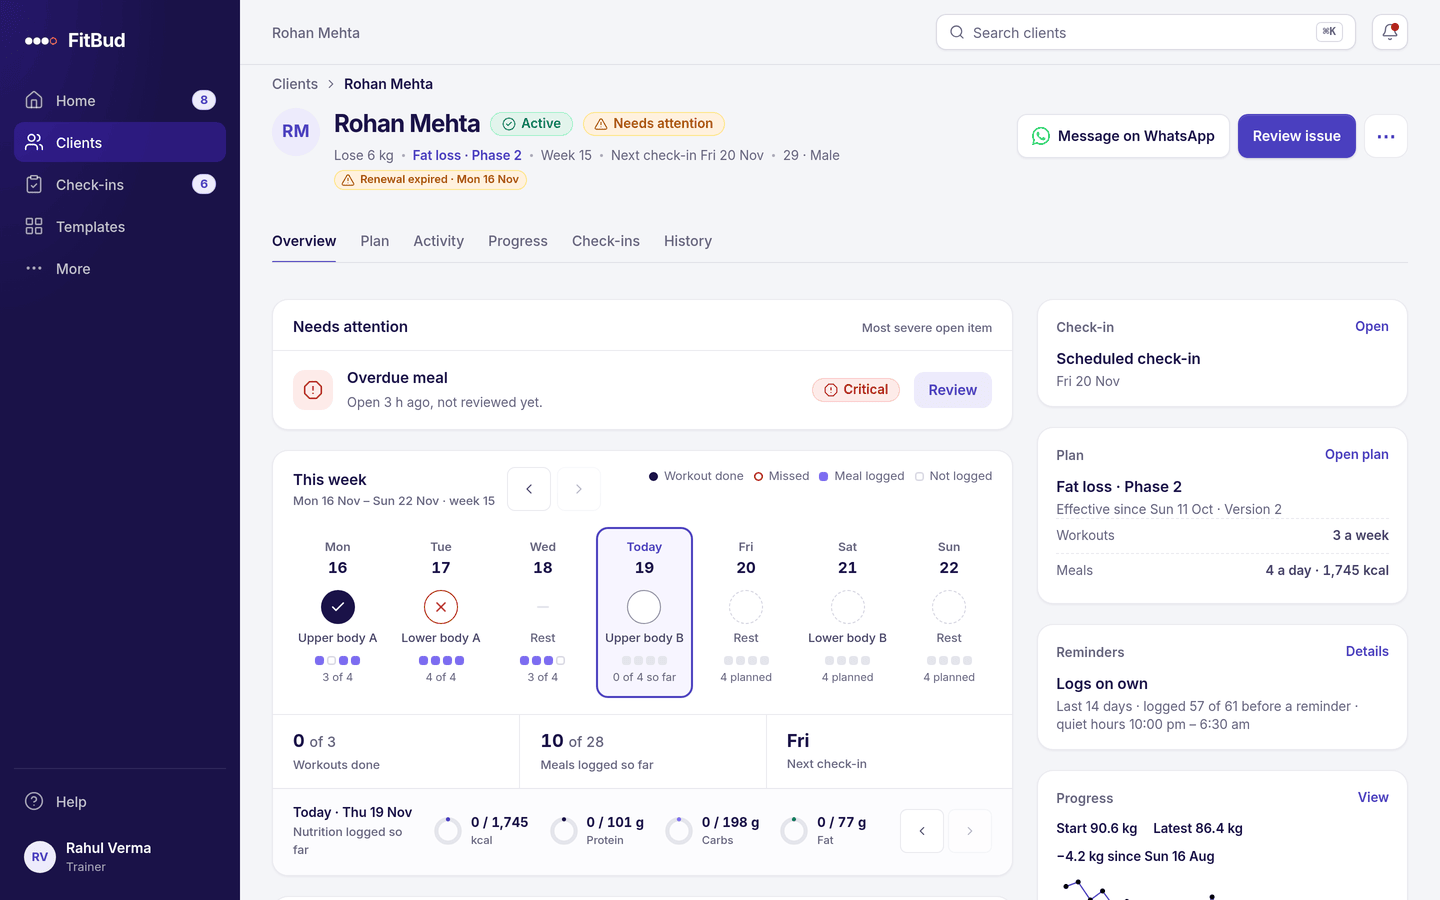 FitBud
Home 8
Clients
Check-ins 6
Templates
More
Help
RV
Rahul Verma
Trainer
Rohan Mehta
Search clients ⌘K
Clients > Rohan Mehta
RM
Rohan Mehta Active Needs attention
Lose 6 kg • Fat loss · Phase 2 • Week 15 • Next check-in Fri 20 Nov • 29 · Male
Renewal expired · Mon 16 Nov
Message on WhatsApp Review issue
Overview Plan Activity Progress Check-ins History
Needs attention Most severe open item
Overdue meal
Open 3 h ago, not reviewed yet.
Critical Review
This week
Mon 16 Nov – Sun 22 Nov · week 15
Workout done Missed Meal logged Not logged
Mon Tue Wed Today Fri Sat Sun
16 17 18 19 20 21 22
Upper body A Lower body A Rest Upper body B Rest Lower body B Rest
3 of 4 4 of 4 3 of 4 0 of 4 so far 4 planned 4 planned 4 planned
0 of 3 10 of 28 Fri
Workouts done Meals logged so far Next check-in
Today · Thu 19 Nov
Nutrition logged so
far
0 / 1,745 0 / 101 g 0 / 198 g 0 / 77 g
kcal Protein Carbs Fat
Check-in Open
Scheduled check-in
Fri 20 Nov
Plan Open plan
Fat loss · Phase 2
Effective since Sun 11 Oct · Version 2
Workouts 3 a week
Meals 4 a day · 1,745 kcal
Reminders Details
Logs on own
Last 14 days · logged 57 of 61 before a reminder ·
quiet hours 10:00 pm – 6:30 am
Progress View
Start 90.6 kg Latest 86.4 kg
−4.2 kg since Sun 16 Aug